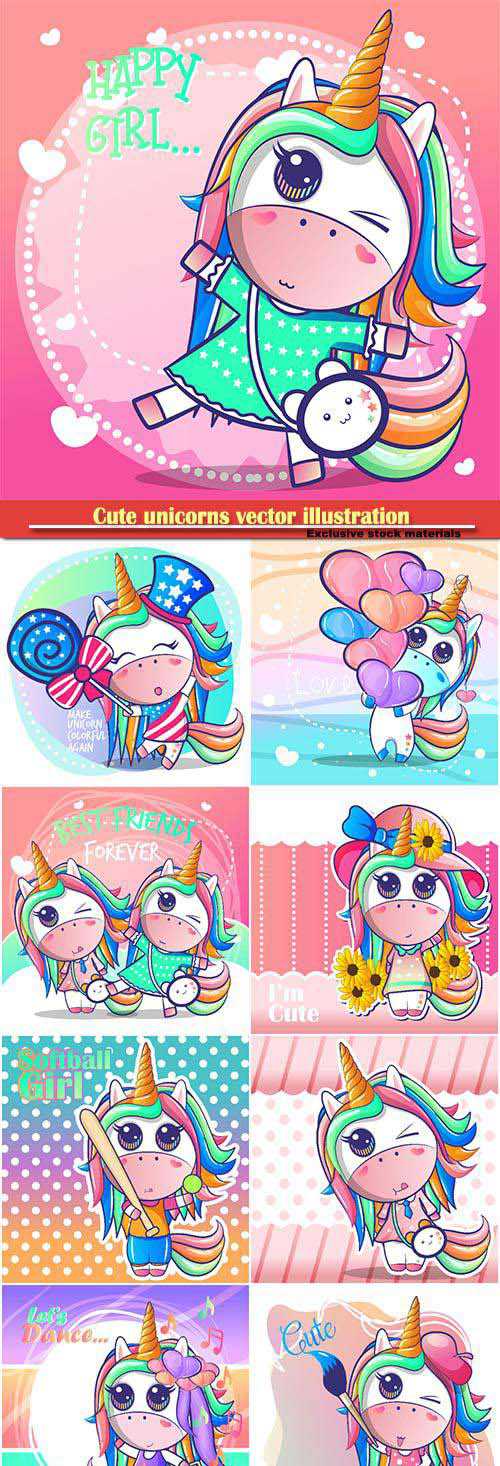 HAPPY
GIRL...
Cute unicorns vector illustration
Exclusive stock materials
MAKE
UNICORN
COLORFUL
AGAIN
LOVE
BEST FRIENDS
FOREVER
I'm
Cute
Softball
Girl
Let's
Dance...
Cute